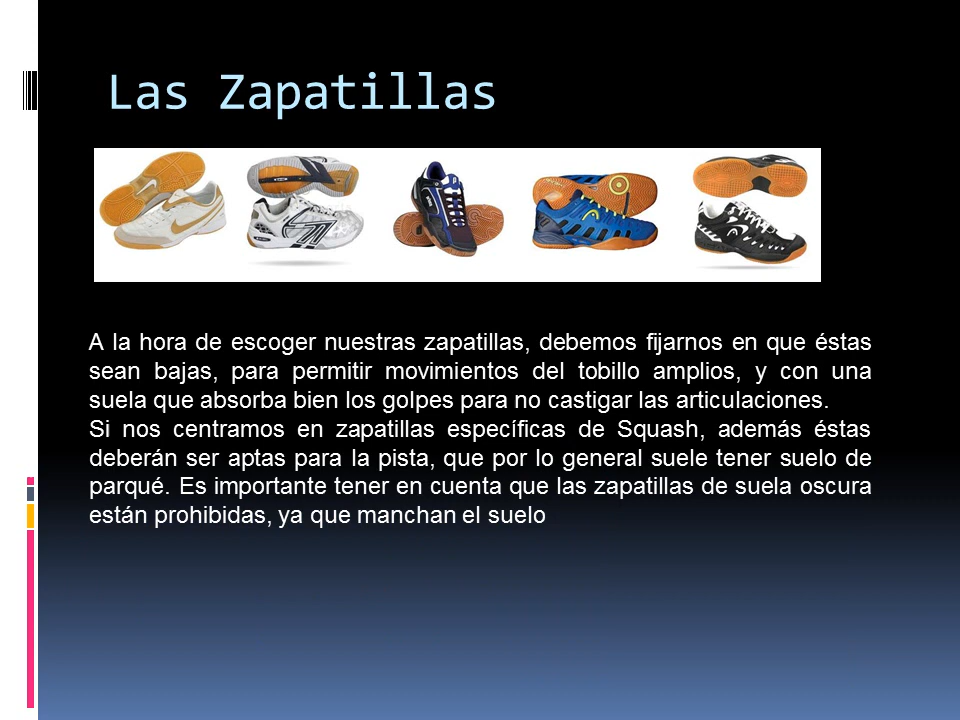 Las Zapatillas
A la hora de escoger nuestras zapatillas, debemos fijarnos en que éstas
sean bajas, para permitir movimientos del tobillo amplios, y con una
suela que absorba bien los golpes para no castigar las articulaciones.
Si nos centramos en zapatillas específicas de Squash, además éstas
deberán ser aptas para la pista, que por lo general suele tener suelo de
parqué. Es importante tener en cuenta que las zapatillas de suela oscura
están prohibidas, ya que manchan el suelo